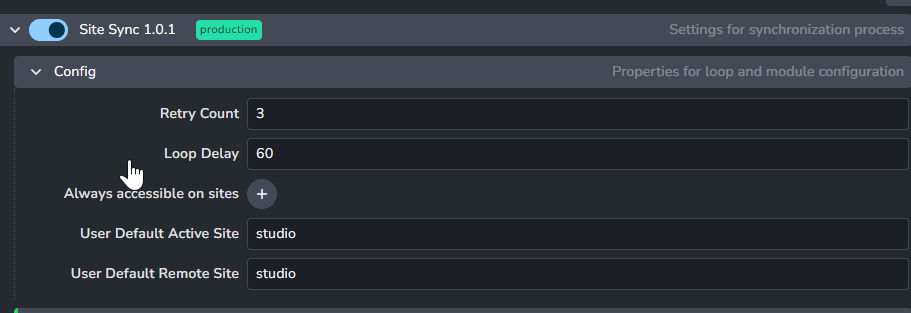 Site Sync 1.0.1 production Settings for synchronization process
Config Properties for loop and module configuration
Retry Count 3
Loop Delay 60
Always accessible on sites +
User Default Active Site studio
User Default Remote Site studio